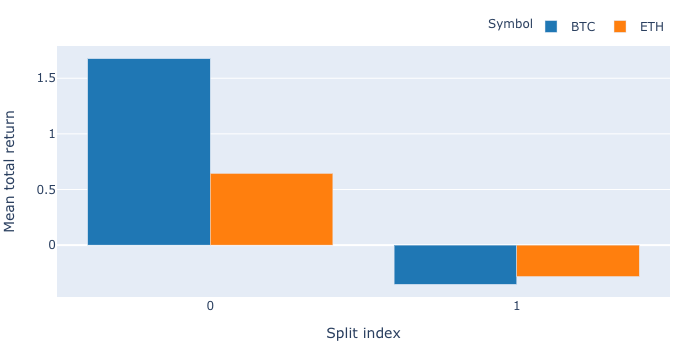 Symbol BTC ETH
Mean total return
1.5
1
0.5
0
0 1
Split index